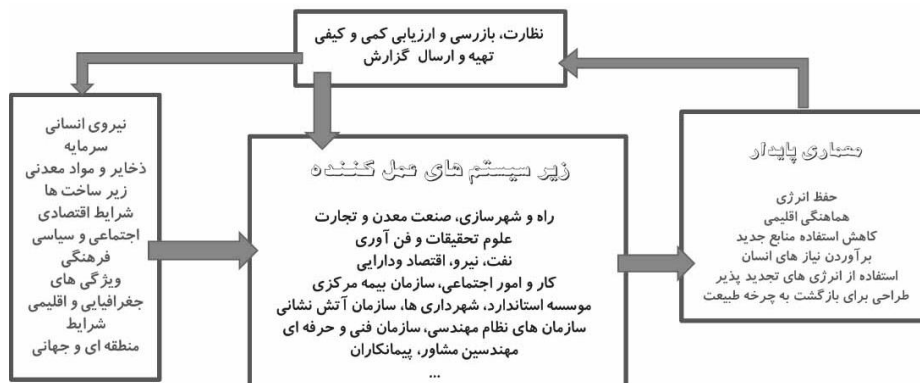 نظارت، بازرسی و ارزیابی کمی و کیفی
تهیه و ارسال گزارش
معماری پایدار
حفظ انرژی
هماهنگی اقلیمی
کاهش استفاده منابع جدید
برآوردن نیاز های انسان
استفاده از انرژی های تجدید پذیر
طراحی برای بازگشت به چرخه طبیعت
زیر سیستم های عمل کننده
راه و شهرسازی، صنعت معدن و تجارت
علوم تحقیقات و فن آوری
نفت، نیرو، اقتصاد ودارایی
کار و امور اجتماعی، سازمان بیمه مرکزی
موسسه استاندارد، شهرداری ها، سازمان آتش نشانی
سازمان های نظام مهندسی، سازمان فنی و حرفه ای
مهندسین مشاور، پیمانکاران
...
نیروی انسانی
سرمایه
ذخایر و مواد معدنی
زیر ساخت ها
شرایط اقتصادی
اجتماعی و سیاسی
فرهنگی
ویژگی های
جغرافیایی و اقلیمی
شرایط
منطقه ای و جهانی